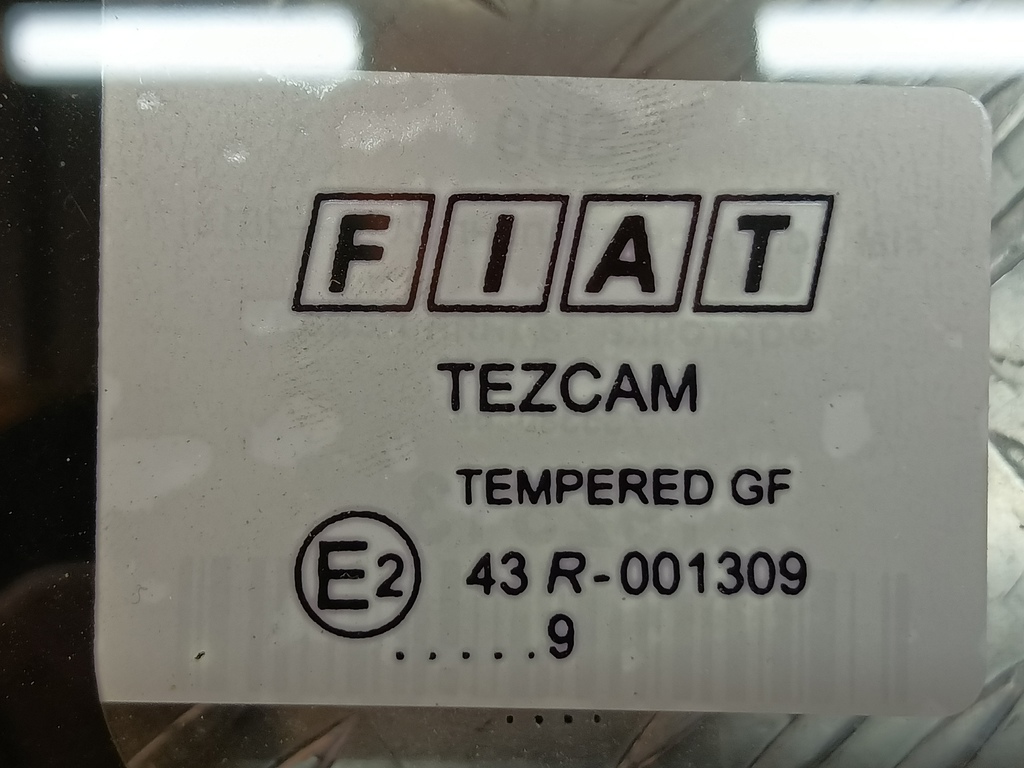 FIAT
TEZCAM
TEMPERED GF
E2 43 R-001309
.....9
....